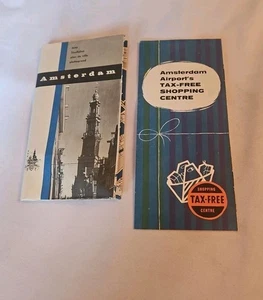 Amsterdam
Amsterdam
Airport's
TAX-FREE
SHOPPING
CENTRE
SHOPPING
TAX-FREE
CENTRE